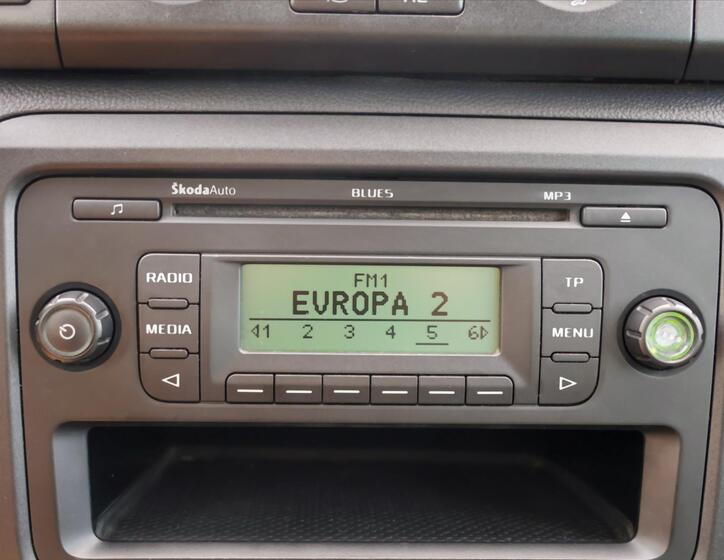 ŠkodaAuto BLUES MP3
RADIO FM1 TP
EVROPA 2
MEDIA ◁1 2 3 4 5 6▷ MENU